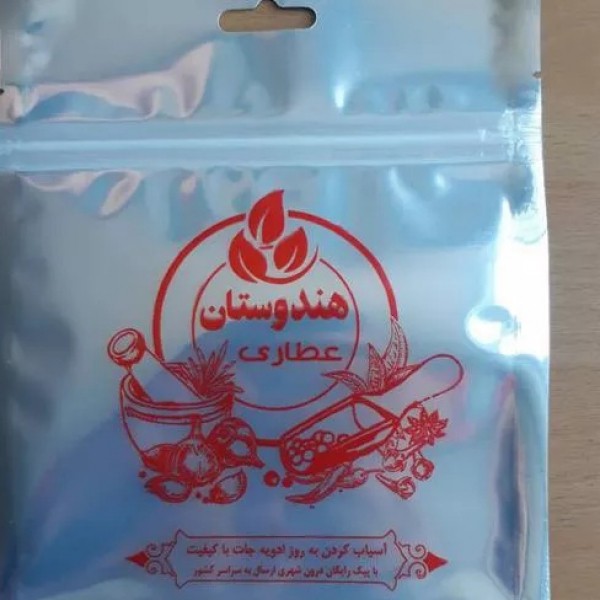 هندوستان
عطاری
آسیاب کردن به روز ادویه جات با کیفیت
با پیک رایگان درون شهری ارسال به سراسر کشور